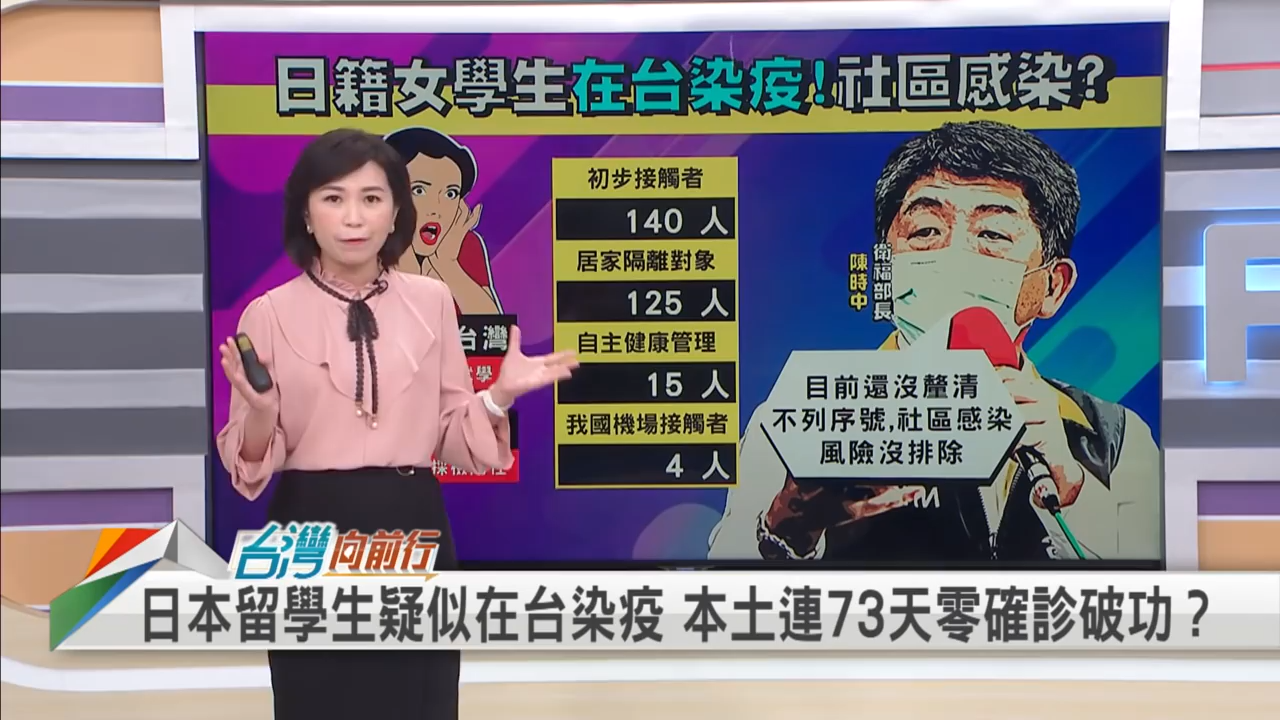 日籍女學生在台染疫!社區感染?
初步接觸者
140 人
居家隔離對象
125 人
自主健康管理
15 人
我國機場接觸者
4 人
衛福部長
陳時中
目前還沒釐清
不列序號,社區感染
風險沒排除
台灣
學
台灣向前行
日本留學生疑似在台染疫 本土連73天零確診破功?